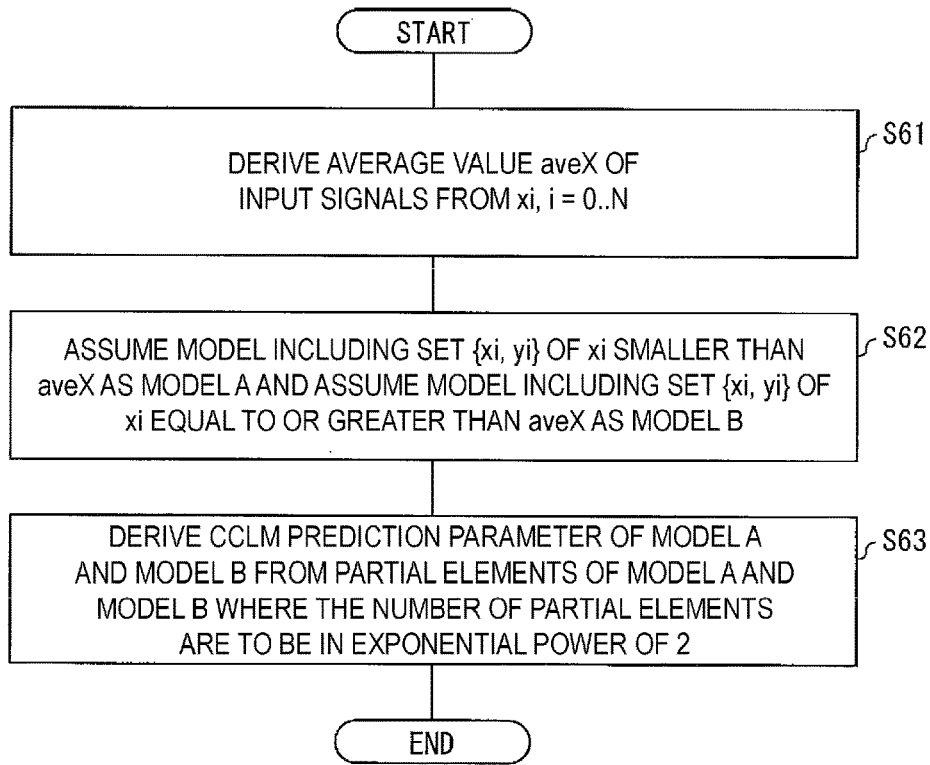 START
S61
DERIVE AVERAGE VALUE aveX OF
INPUT SIGNALS FROM xi, i = 0..N
S62
ASSUME MODEL INCLUDING SET {xi, yi} OF xi SMALLER THAN
aveX AS MODEL A AND ASSUME MODEL INCLUDING SET {xi, yi} OF
xi EQUAL TO OR GREATER THAN aveX AS MODEL B
S63
DERIVE CCLM PREDICTION PARAMETER OF MODEL A
AND MODEL B FROM PARTIAL ELEMENTS OF MODEL A AND
MODEL B WHERE THE NUMBER OF PARTIAL ELEMENTS
ARE TO BE IN EXPONENTIAL POWER OF 2
END